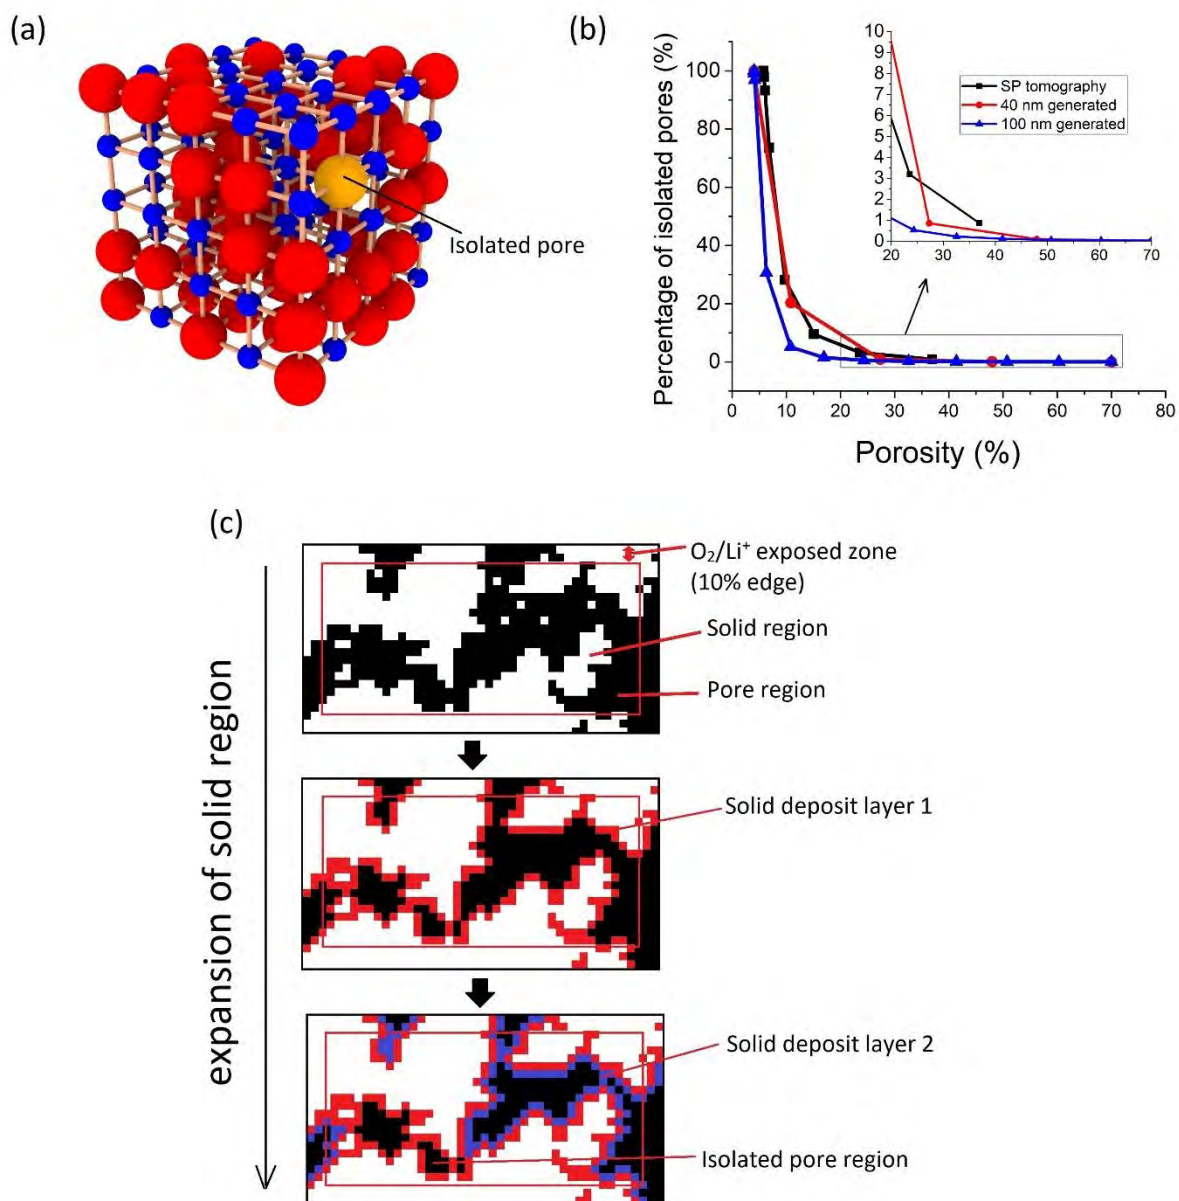 (a)
Isolated pore
(b)
Percentage of isolated pores (%)
100
80
60
40
20
0
0
10
20
30
40
50
60
70
80
Porosity (%)
10
9
8
7
6
5
4
3
2
1
0
20
30
40
50
60
70
SP tomography
40 nm generated
100 nm generated
(c)
expansion of solid region
O₂/Li⁺ exposed zone
(10% edge)
Solid region
Pore region
Solid deposit layer 1
Solid deposit layer 2
Isolated pore region